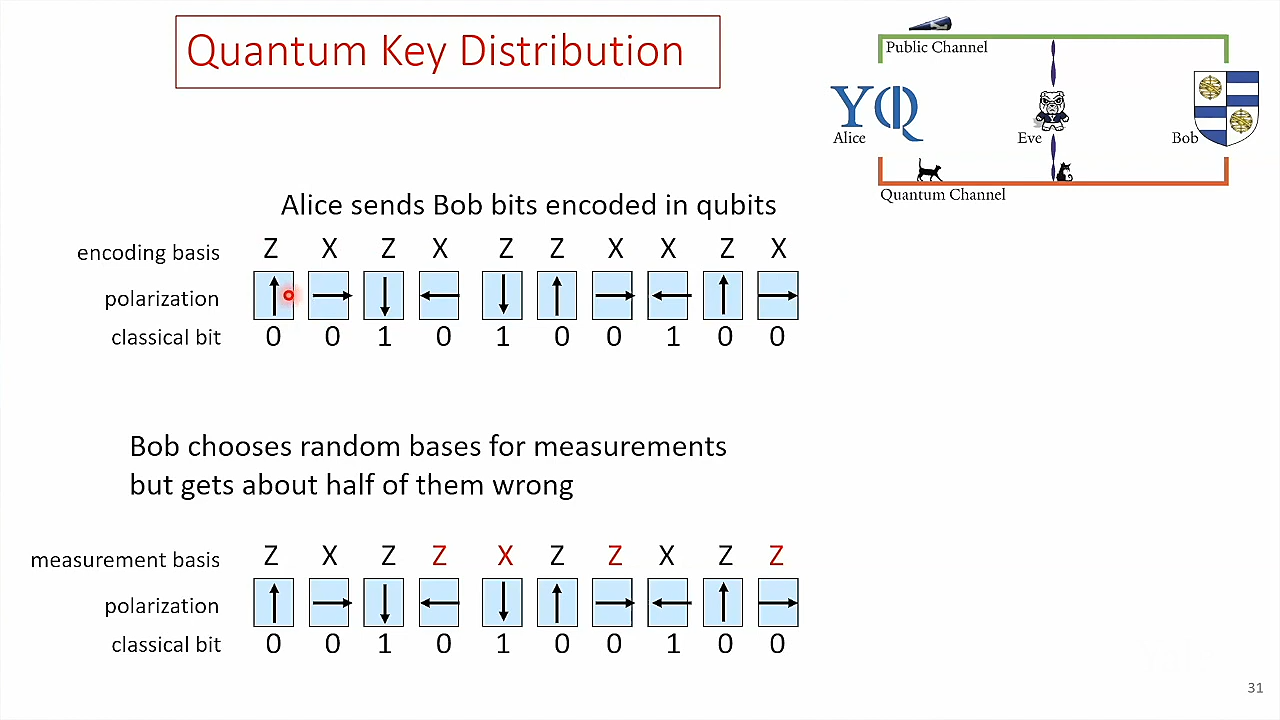 Quantum Key Distribution
Public Channel
YQ
Alice
Eve
Bob
Quantum Channel
Alice sends Bob bits encoded in qubits
encoding basis Z X Z X Z Z X X Z X
polarization
classical bit 0 0 1 0 1 0 0 1 0 0
Bob chooses random bases for measurements
but gets about half of them wrong
measurement basis Z X Z Z X Z Z X Z Z
polarization
classical bit 0 0 1 0 1 0 0 1 0 0
31